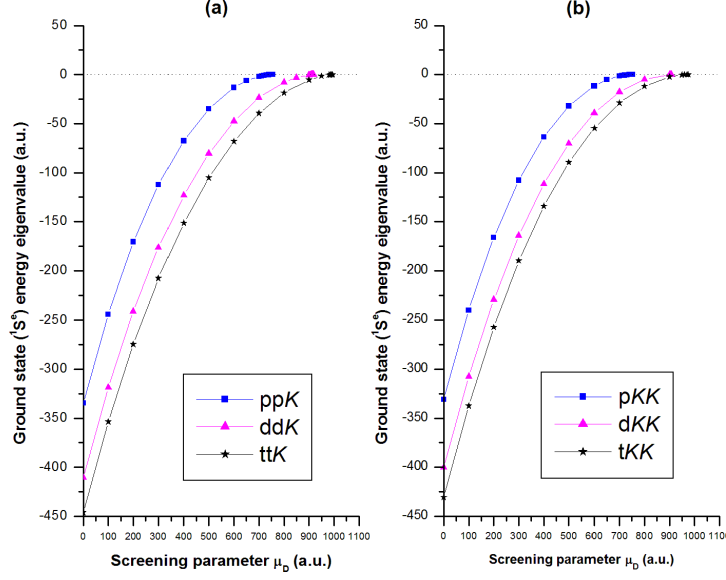 (a)
Ground state (¹Sᵉ) energy eigenvalue (a.u.)
50
0
-50
-100
-150
-200
-250
-300
-350
-400
-450
0 100 200 300 400 500 600 700 800 900 1000 1100
Screening parameter μ_D (a.u.)
ppK
ddK
ttK
(b)
Ground state (¹Sᵉ) energy eigenvalue (a.u.)
50
0
-50
-100
-150
-200
-250
-300
-350
-400
-450
0 100 200 300 400 500 600 700 800 900 1000 1100
Screening parameter μ_D (a.u.)
pKK
dKK
tKK